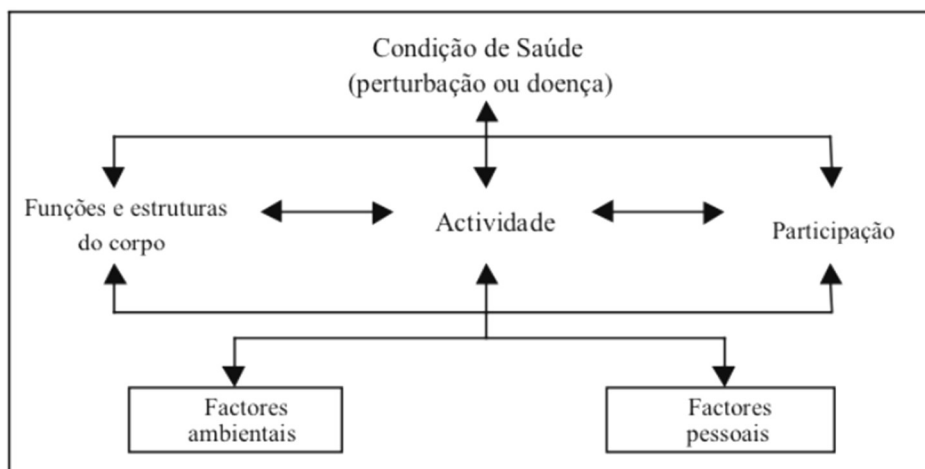 Condição de Saúde
(perturbação ou doença)
Funções e estruturas
do corpo
Actividade
Participação
Factores
ambientais
Factores
pessoais